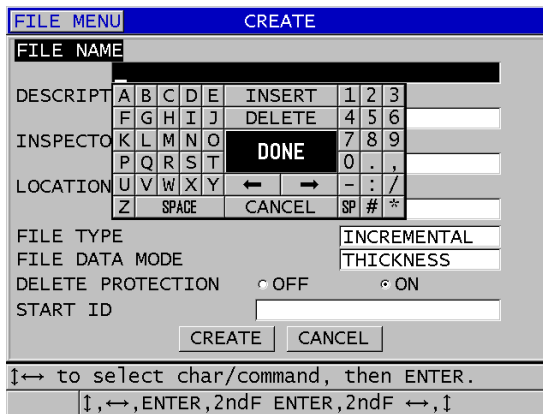 FILE MENU CREATE
FILE NAME
DESCRIPT A B C D E INSERT 1 2 3
F G H I J DELETE 4 5 6
INSPECTO K L M N O DONE 7 8 9
P Q R S T 0 . ,
LOCATION U V W X Y ← → - : /
Z SPACE CANCEL SP # *
FILE TYPE INCREMENTAL
FILE DATA MODE THICKNESS
DELETE PROTECTION OFF ON
START ID
CREATE CANCEL
↕↔ to select char/command, then ENTER.
↕,↔,ENTER,2ndF ENTER,2ndF ↔,↕